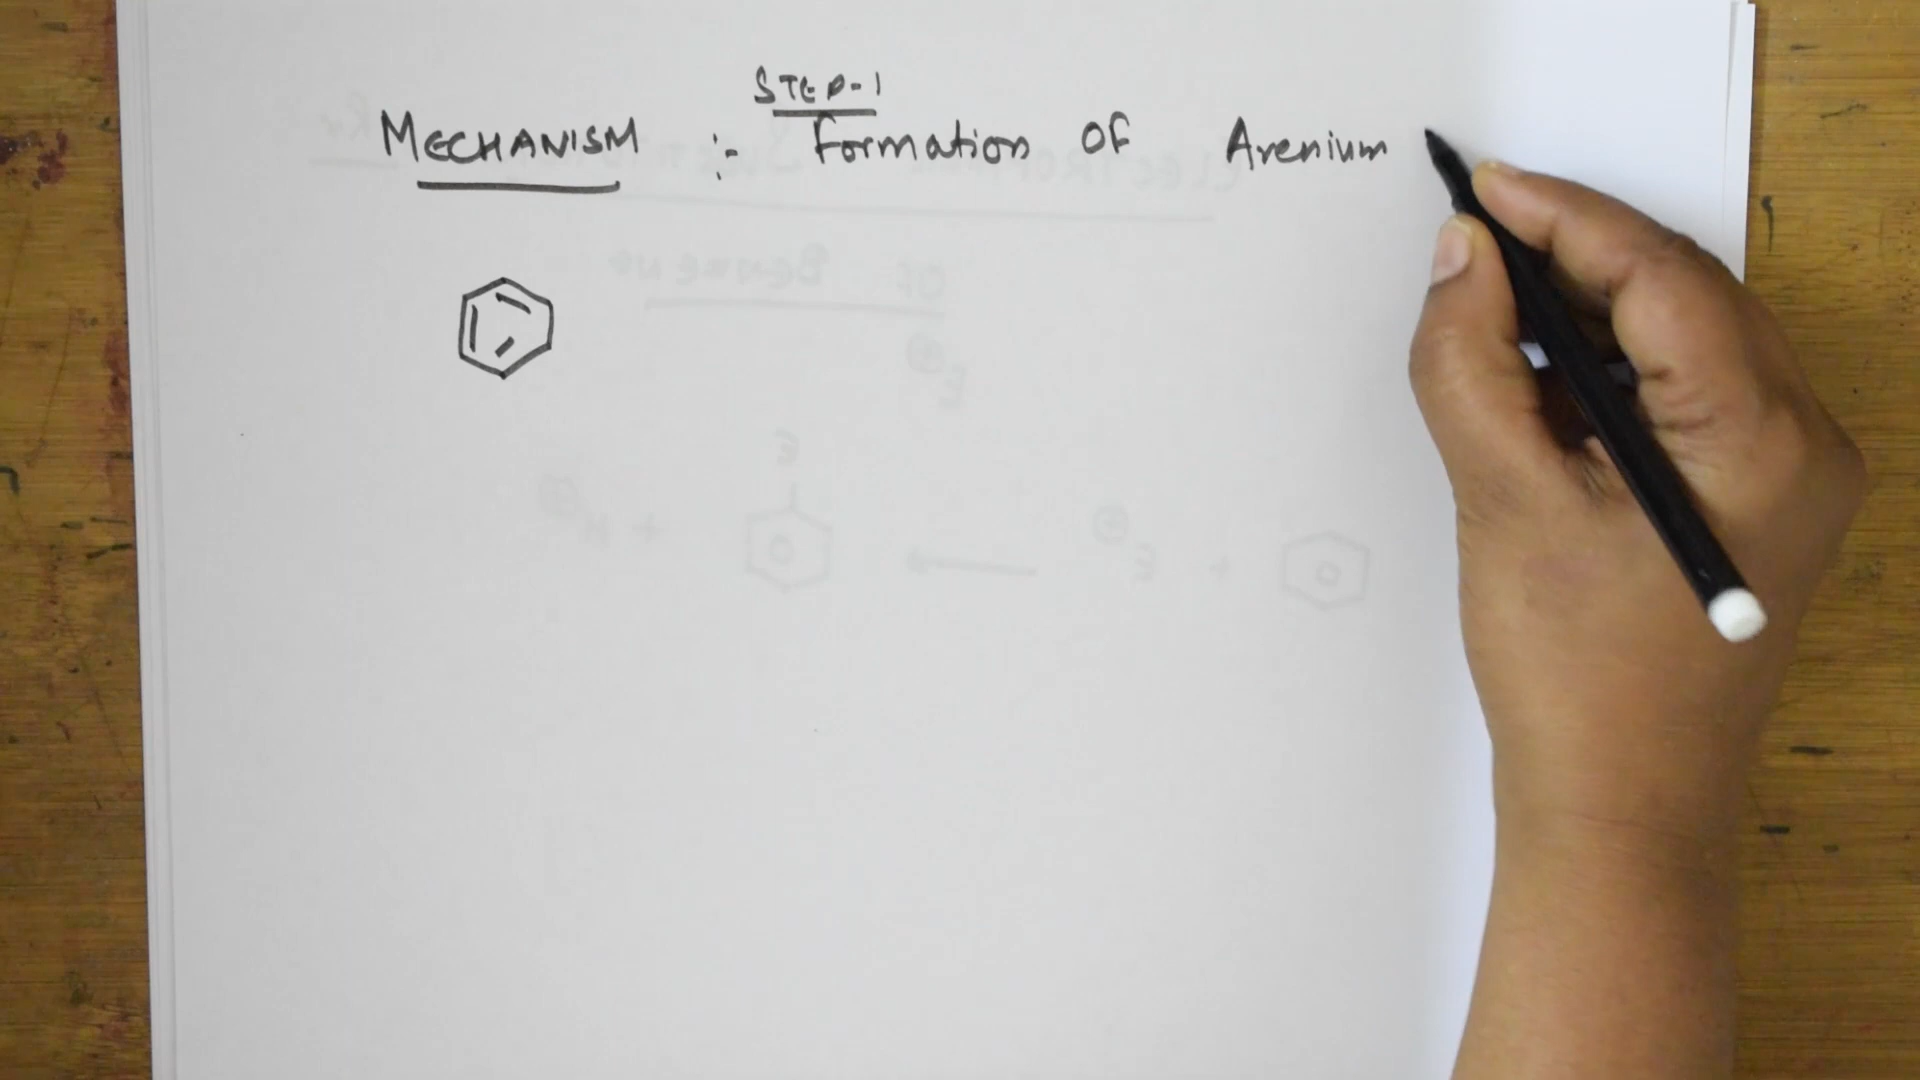 STEP-1
MECHANISM :- Formation OF Arenium